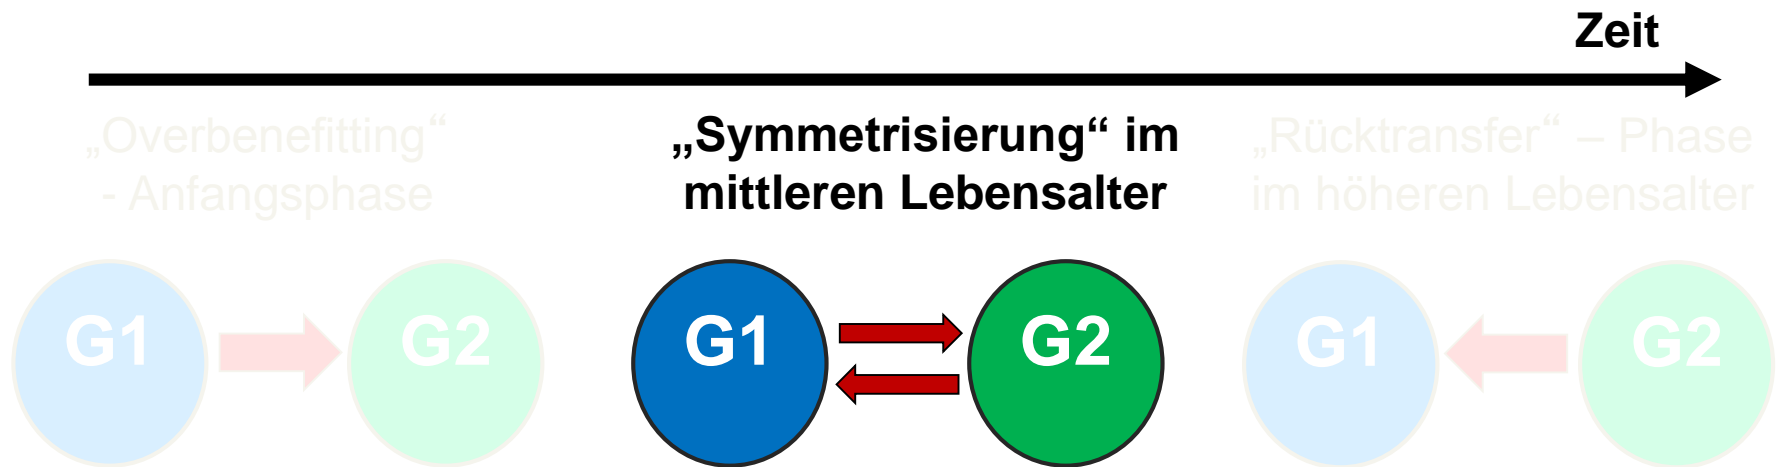 Zeit
„Overbenefitting“
- Anfangsphase
„Symmetrisierung“ im
mittleren Lebensalter
„Rücktransfer“ – Phase
im höheren Lebensalter
G1
G2
G1
G2
G1
G2